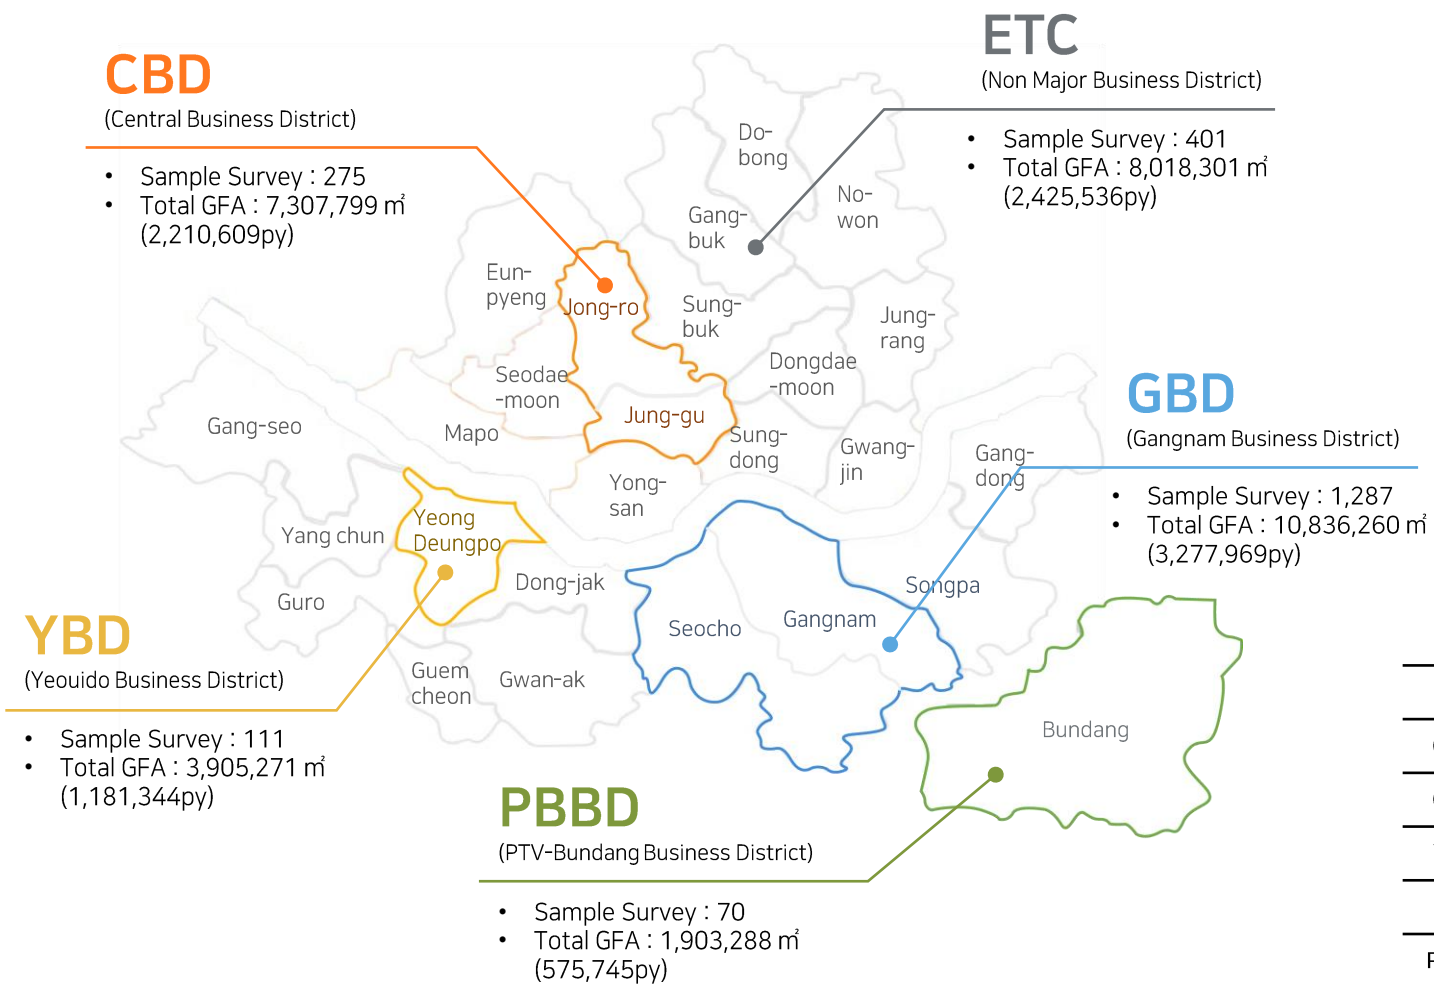 ETC
(Non Major Business District)
• Sample Survey : 401
• Total GFA : 8,018,301 ㎡
(2,425,536py)
CBD
(Central Business District)
• Sample Survey : 275
• Total GFA : 7,307,799 ㎡
(2,210,609py)
Do-
bong
No-
won
Gang-
buk
Eun-
pyeng
Jong-ro
Sung-
buk
Jung-
rang
Dongdae
-moon
Seodae
-moon
Jung-gu
Gang-seo
Mapo
Sung-
dong
Gwang-
jin
Gang-
dong
Yong-
san
GBD
(Gangnam Business District)
• Sample Survey : 1,287
• Total GFA : 10,836,260 ㎡
(3,277,969py)
Yang chun
Yeong
Deungpo
Dong-jak
Guro
Songpa
Gangnam
Seocho
Guem
cheon
Gwan-ak
Bundang
YBD
(Yeouido Business District)
• Sample Survey : 111
• Total GFA : 3,905,271 ㎡
(1,181,344py)
PBBD
(PTV-Bundang Business District)
• Sample Survey : 70
• Total GFA : 1,903,288 ㎡
(575,745py)